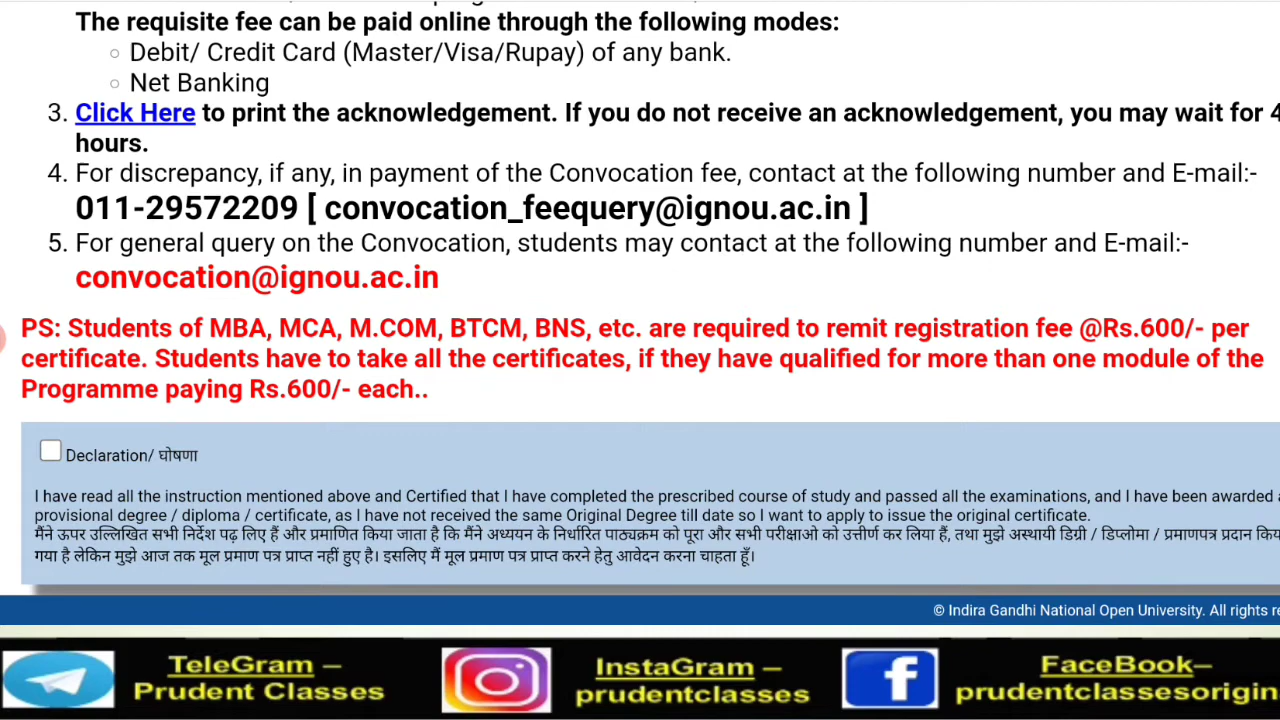 The requisite fee can be paid online through the following modes:
Debit/ Credit Card (Master/Visa/Rupay) of any bank.
Net Banking
3. Click Here to print the acknowledgement. If you do not receive an acknowledgement, you may wait for 4
hours.
4. For discrepancy, if any, in payment of the Convocation fee, contact at the following number and E-mail:-
011-29572209 [ convocation_feequery@ignou.ac.in ]
5. For general query on the Convocation, students may contact at the following number and E-mail:-
convocation@ignou.ac.in
PS: Students of MBA, MCA, M.COM, BTCM, BNS, etc. are required to remit registration fee @Rs.600/- per
certificate. Students have to take all the certificates, if they have qualified for more than one module of the
Programme paying Rs.600/- each..
Declaration/ घोषणा
I have read all the instruction mentioned above and Certified that I have completed the prescribed course of study and passed all the examinations, and I have been awarded
provisional degree / diploma / certificate, as I have not received the same Original Degree till date so I want to apply to issue the original certificate.
मैंने ऊपर उल्लिखित सभी निर्देश पढ़ लिए हैं और प्रमाणित किया जाता है कि मैंने अध्ययन के निर्धारित पाठ्यक्रम को पूरा और सभी परीक्षाओ को उत्तीर्ण कर लिया हैं, तथा मुझे अस्थायी डिग्री / डिप्लोमा / प्रमाणपत्र प्रदान किय
गया है लेकिन मुझे आज तक मूल प्रमाण पत्र प्राप्त नहीं हुए है। इसलिए मैं मूल प्रमाण पत्र प्राप्त करने हेतु आवेदन करना चाहता हूँ।
© Indira Gandhi National Open University. All rights re
TeleGram –
Prudent Classes
InstaGram –
prudentclasses
FaceBook–
prudentclassesorigin